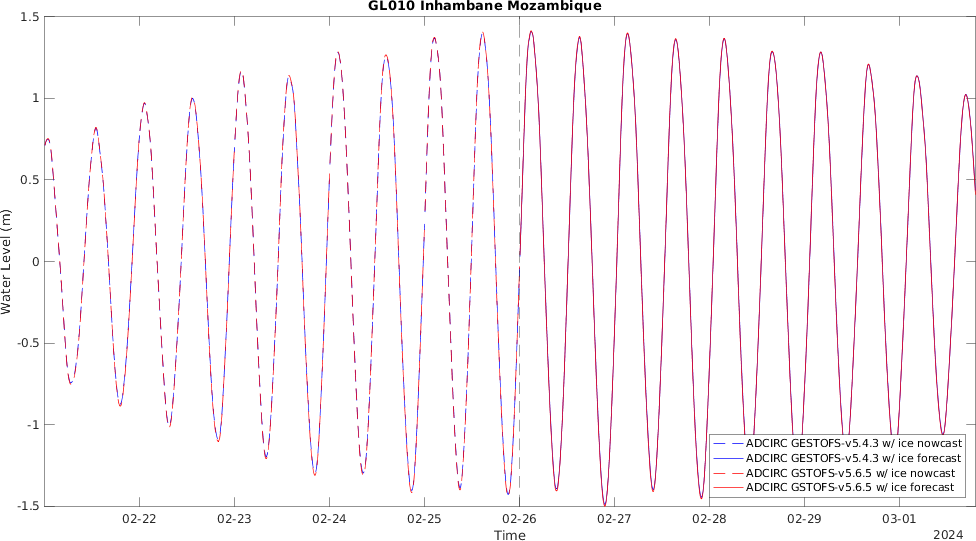 GL010 Inhambane Mozambique
1.5
1
0.5
0
-0.5
-1
-1.5
Water Level (m)
ADCIRC GESTOFS-v5.4.3 w/ ice nowcast
ADCIRC GESTOFS-v5.4.3 w/ ice forecast
ADCIRC GSTOFS-v5.6.5 w/ ice nowcast
ADCIRC GESTOFS-v5.6.5 w/ ice forecast
02-22 02-23 02-24 02-25 02-26 02-27 02-28 02-29 03-01
Time
2024